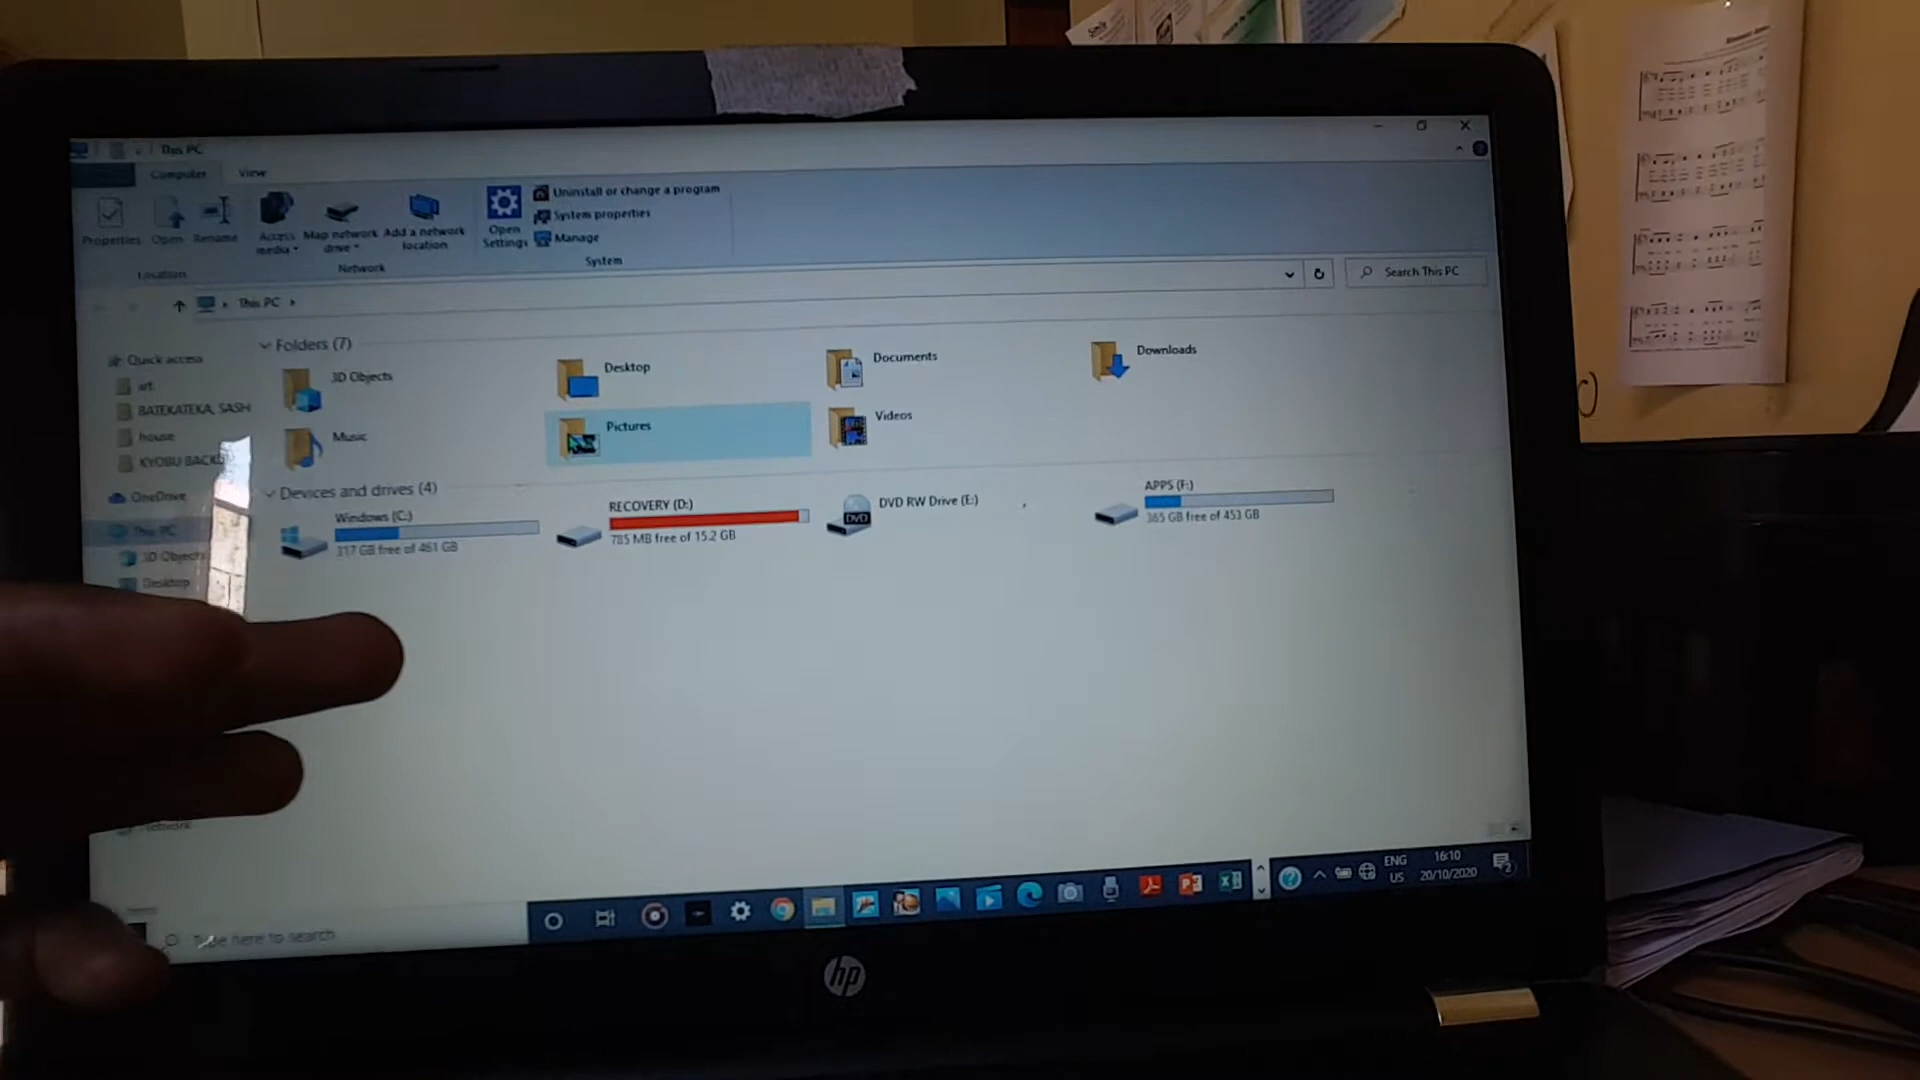 Smile
This PC
Computer
View
Properties
Open
Rename
Access media
Map network drive
Add a network location
Open Settings
Uninstall or change a program
System properties
Manage
Location
Network
System
This PC
Search This PC
Quick access
art
BATEKATEKA, SASH
house
KYOBU BACKU
OneDrive
This PC
3D Objects
Desktop
Network
Folders (7)
3D Objects
Desktop
Documents
Downloads
Music
Pictures
Videos
Devices and drives (4)
Windows (C:)
317 GB free of 461 GB
RECOVERY (D:)
785 MB free of 15.2 GB
DVD RW Drive (E:)
DVD
APPS (F:)
365 GB free of 453 GB
Type here to search
ENG
US
16:10
20/10/2020
2
hp